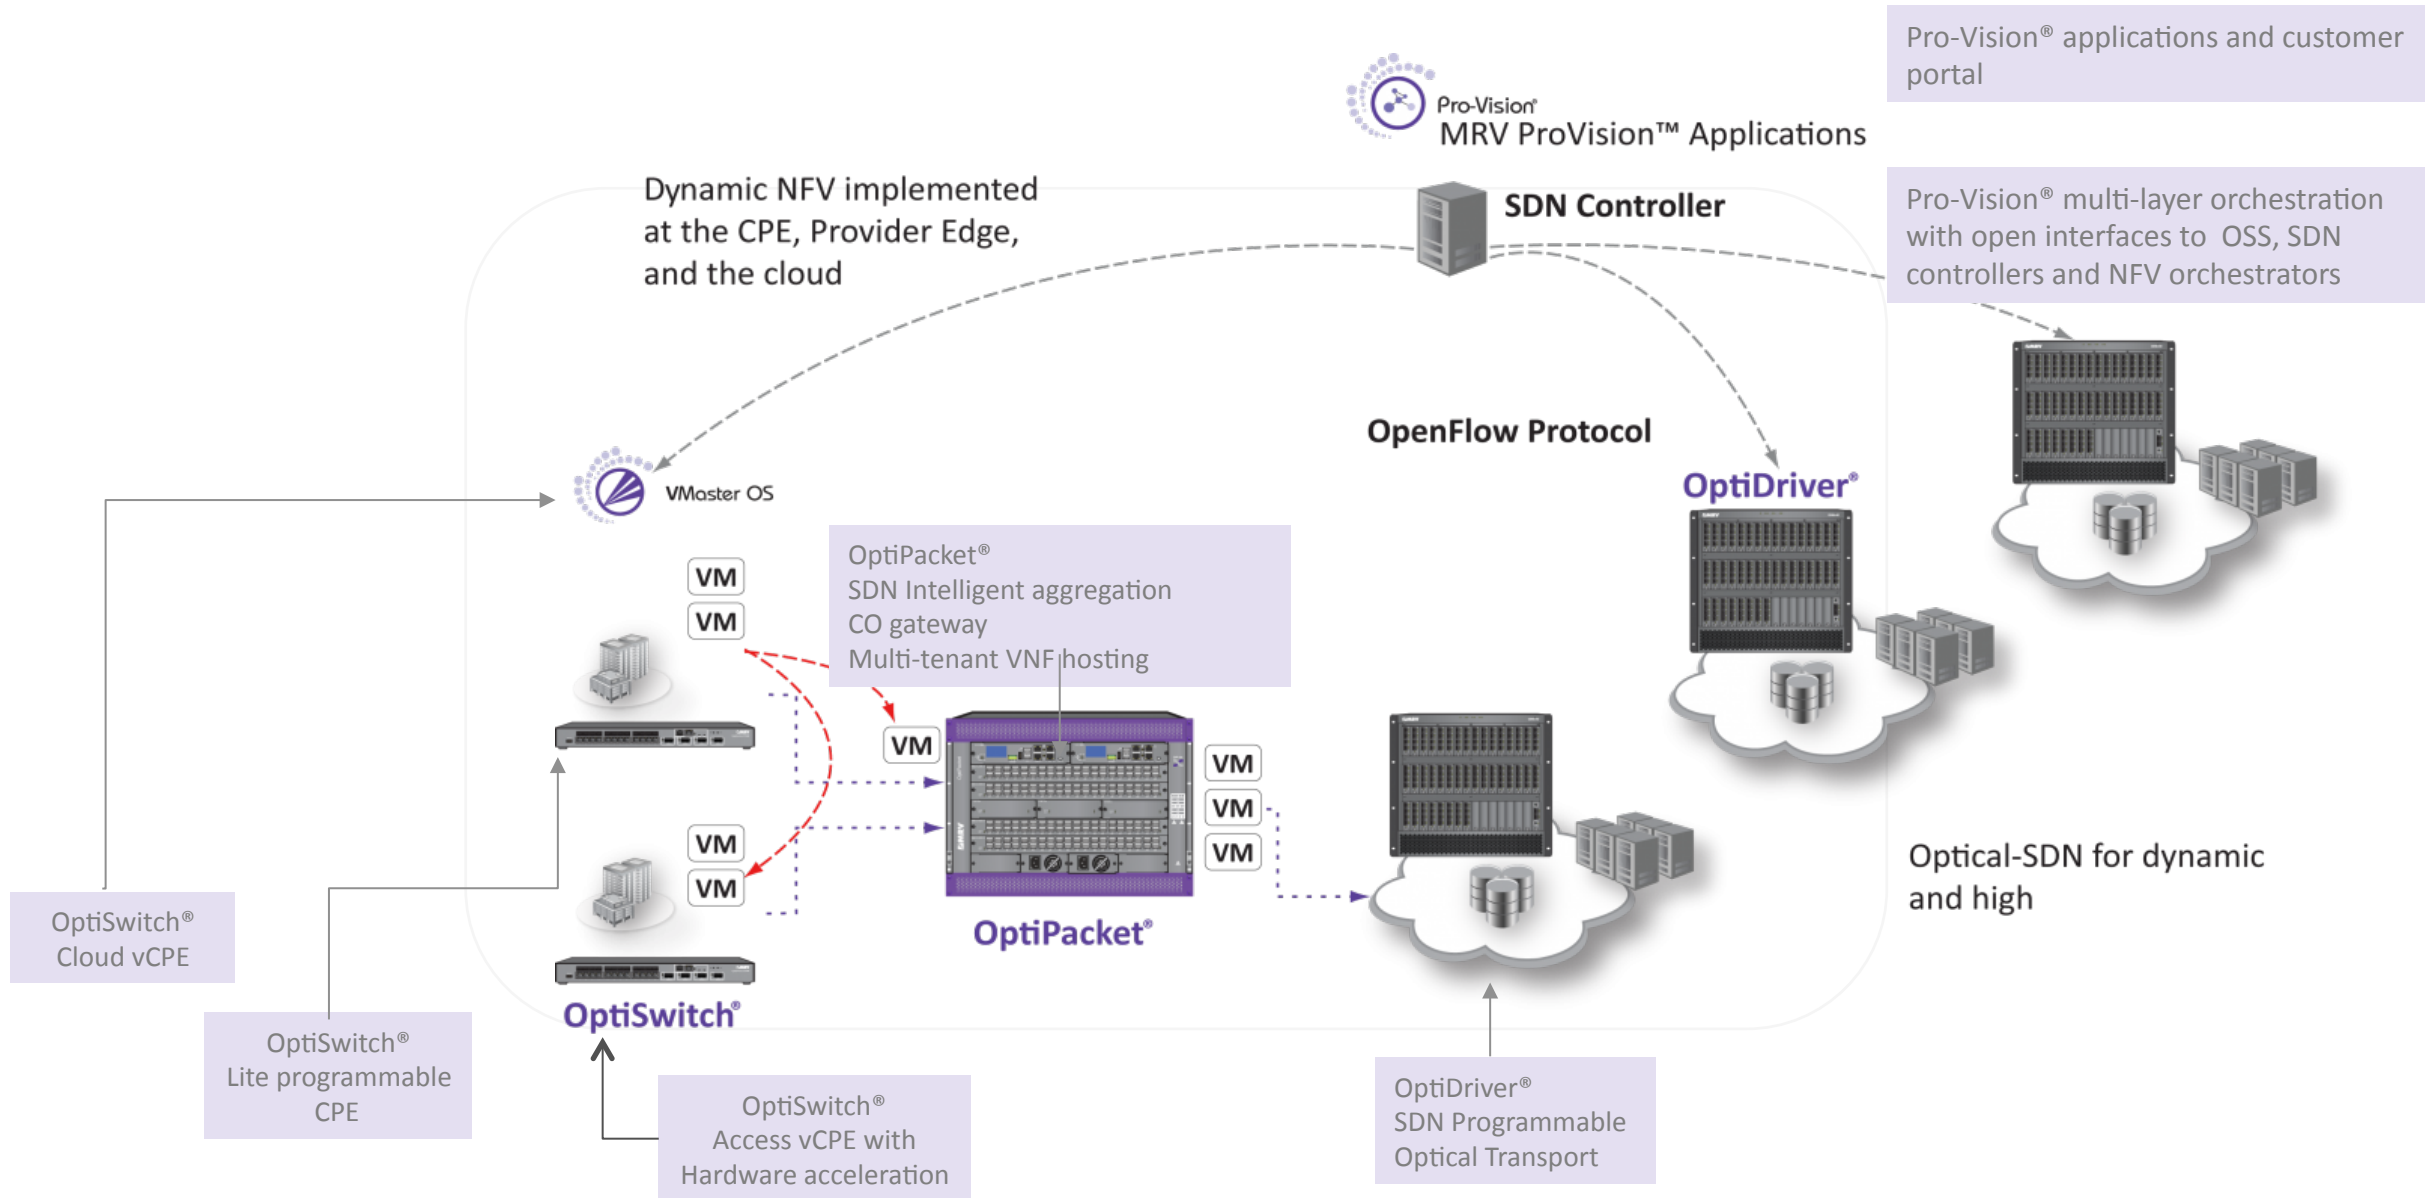 Pro-Vision® applications and customer
portal
Pro-Vision®
MRV ProVision™ Applications
Dynamic NFV implemented
at the CPE, Provider Edge,
and the cloud
SDN Controller
Pro-Vision® multi-layer orchestration
with open interfaces to  OSS, SDN
controllers and NFV orchestrators
OpenFlow Protocol
OptiDriver®
VMaster OS
VM
VM
OptiPacket®
SDN Intelligent aggregation
CO gateway
Multi-tenant VNF hosting
VM
VM
VM
VM
VM
VM
MRV
OptiPacket®
Optical-SDN for dynamic
and high
OptiSwitch®
Cloud vCPE
OptiSwitch®
OptiSwitch®
Lite programmable
CPE
OptiSwitch®
Access vCPE with
Hardware acceleration
OptiDriver®
SDN Programmable
Optical Transport